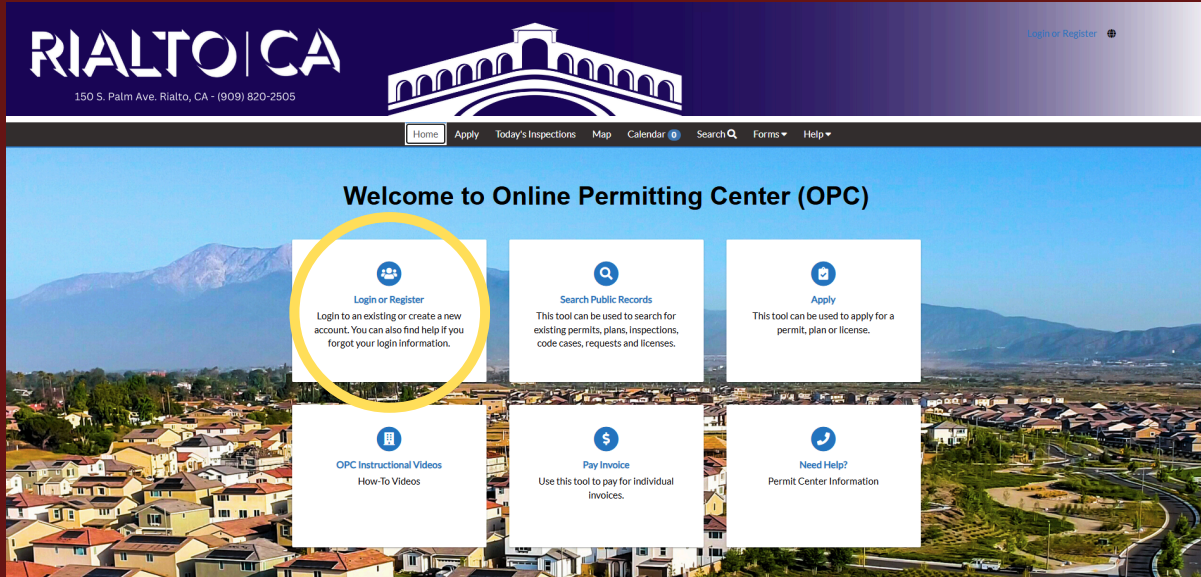 RIALTO | CA
150 S. Palm Ave. Rialto, CA - (909) 820-2505
Login or Register
Home Apply Today's Inspections Map Calendar 0 Search Forms Help
Welcome to Online Permitting Center (OPC)
Login or Register
Login to an existing or create a new
account. You can also find help if you
forgot your login information.
Search Public Records
This tool can be used to search for
existing permits, plans, inspections,
code cases, requests and licenses.
Apply
This tool can be used to apply for a
permit, plan or license.
OPC Instructional Videos
How-To Videos
Pay Invoice
Use this tool to pay for individual
invoices.
Need Help?
Permit Center Information